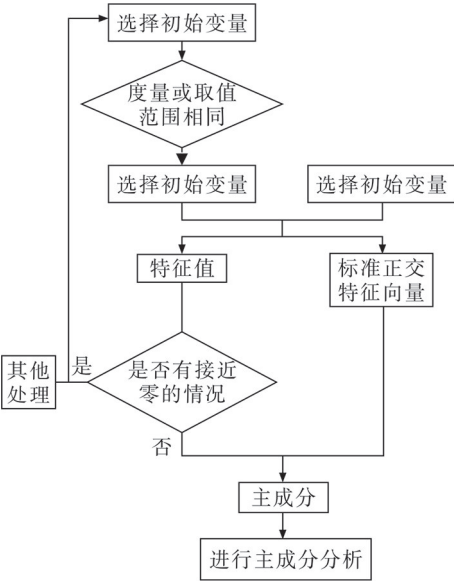 选择初始变量
度量或取值
范围相同
选择初始变量
选择初始变量
特征值
标准正交
特征向量
其他
处理
是
是否有接近
零的情况
否
主成分
进行主成分分析